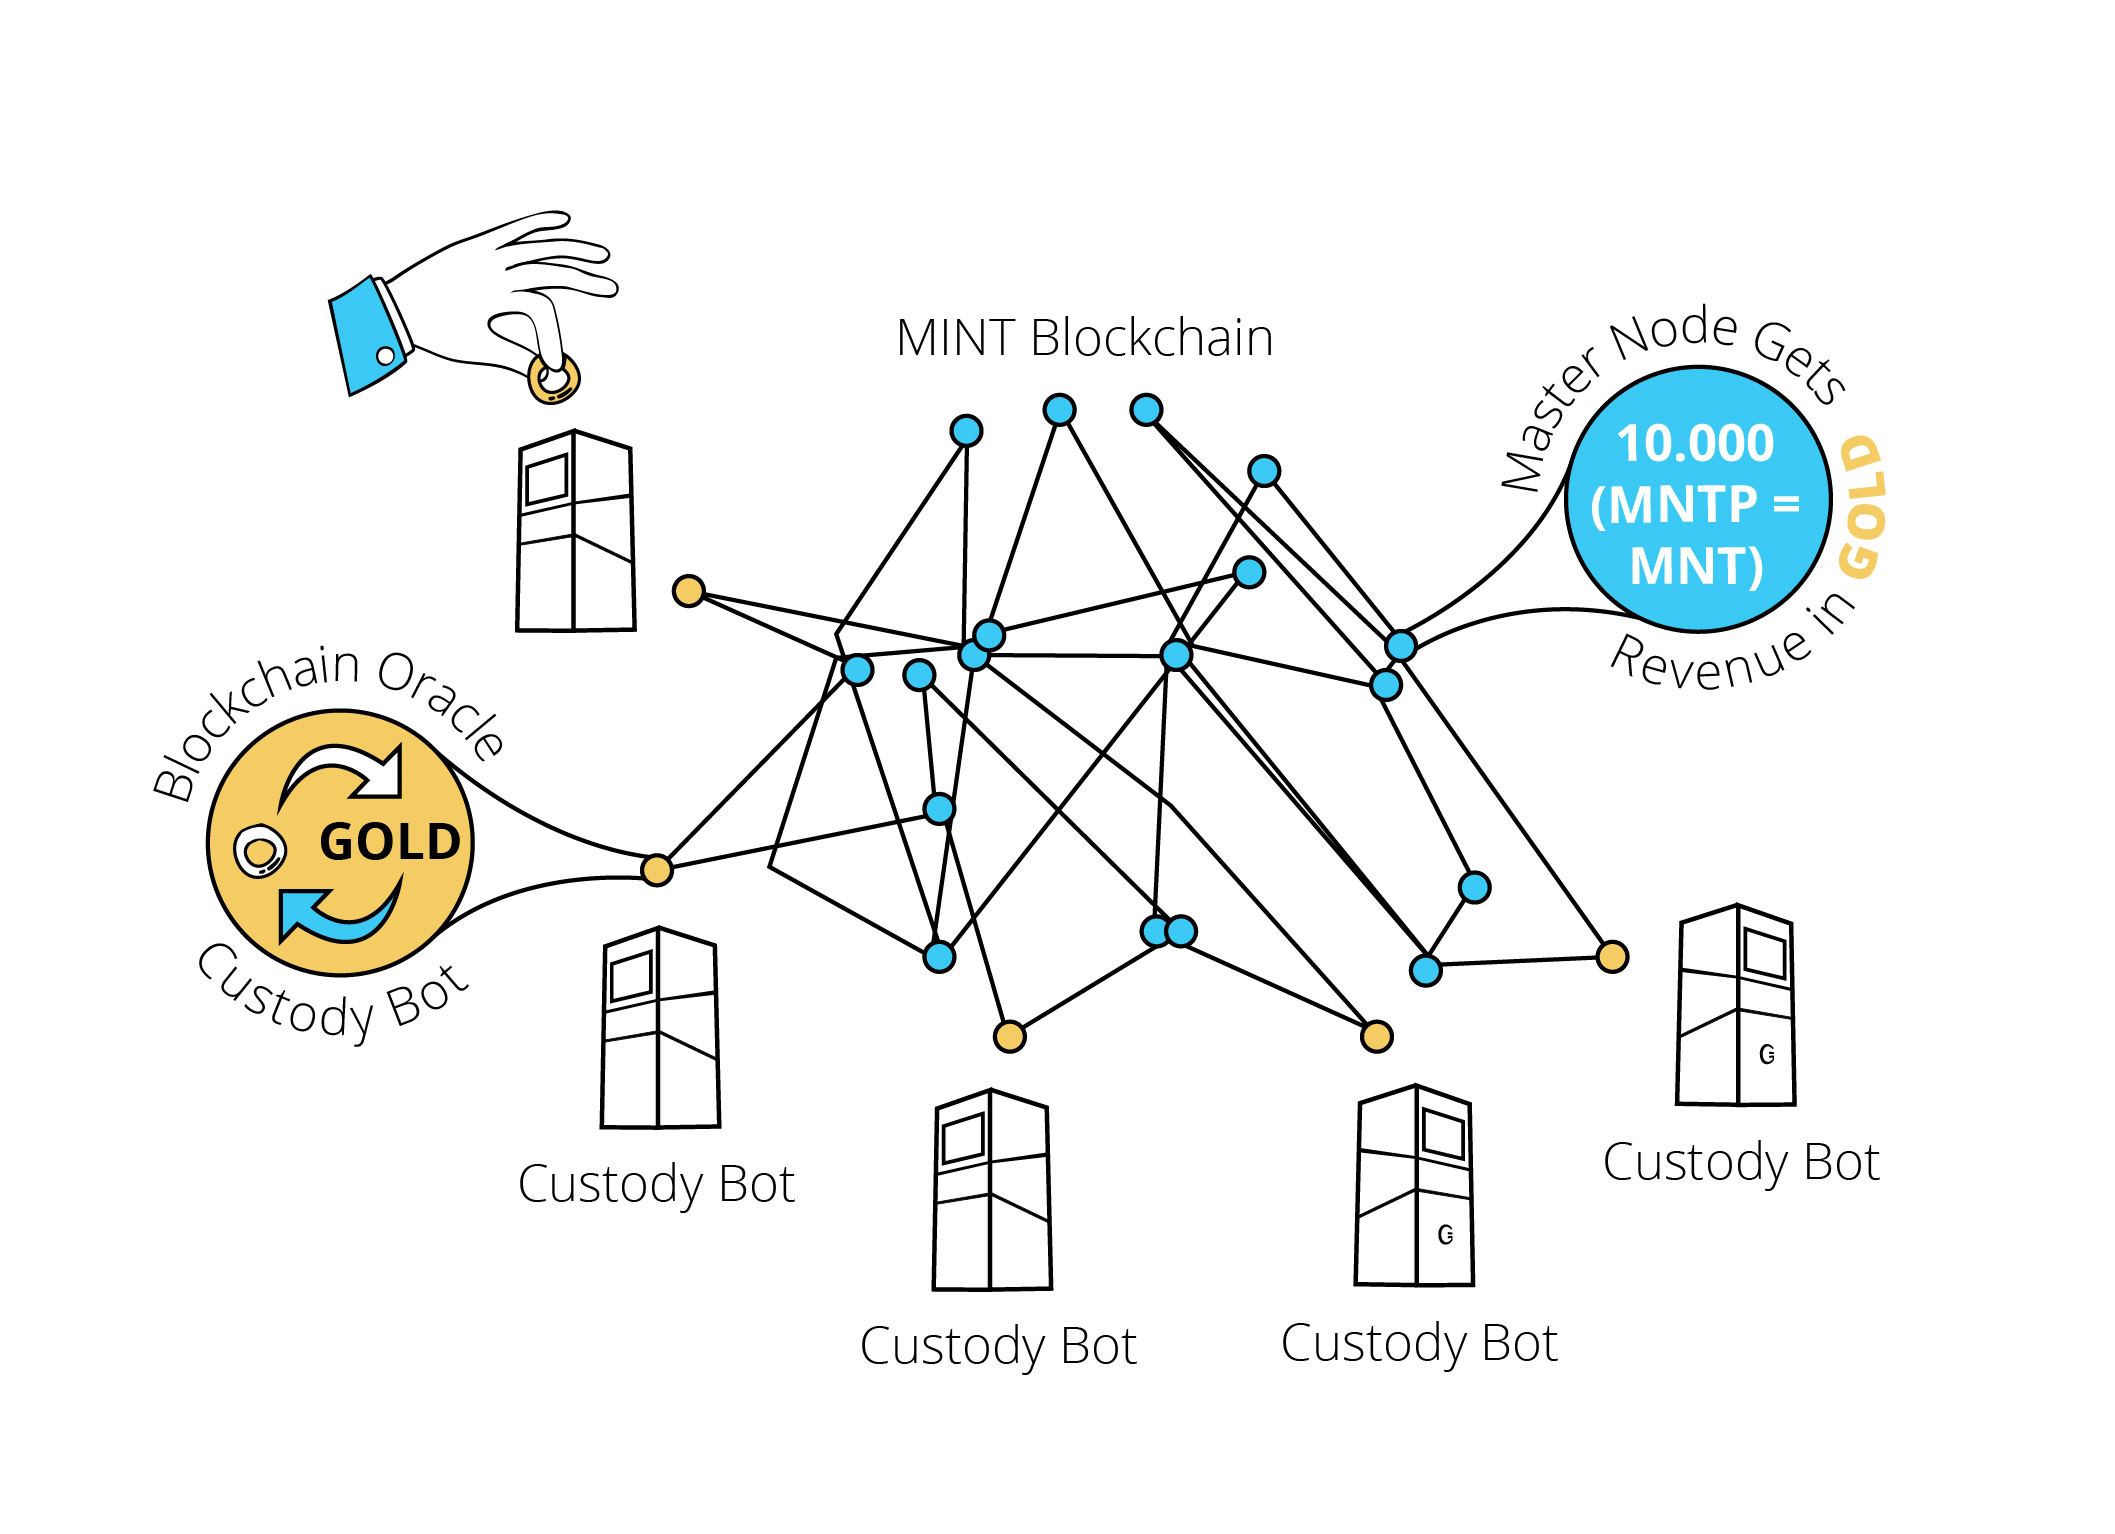 MINT Blockchain
Master Node Gets
10.000
(MNTP =
MNT)
Revenue in GOLD
Blockchain Oracle
GOLD
Custody Bot
Custody Bot
Custody Bot
Custody Bot
Custody Bot
G
G